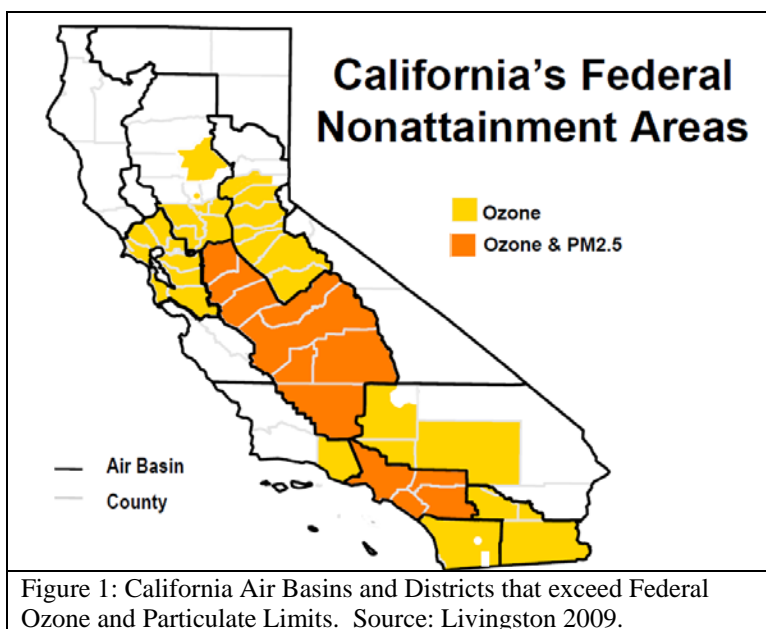 California's Federal
Nonattainment Areas
Ozone
Ozone & PM2.5
Air Basin
County
Figure 1: California Air Basins and Districts that exceed Federal
Ozone and Particulate Limits. Source: Livingston 2009.